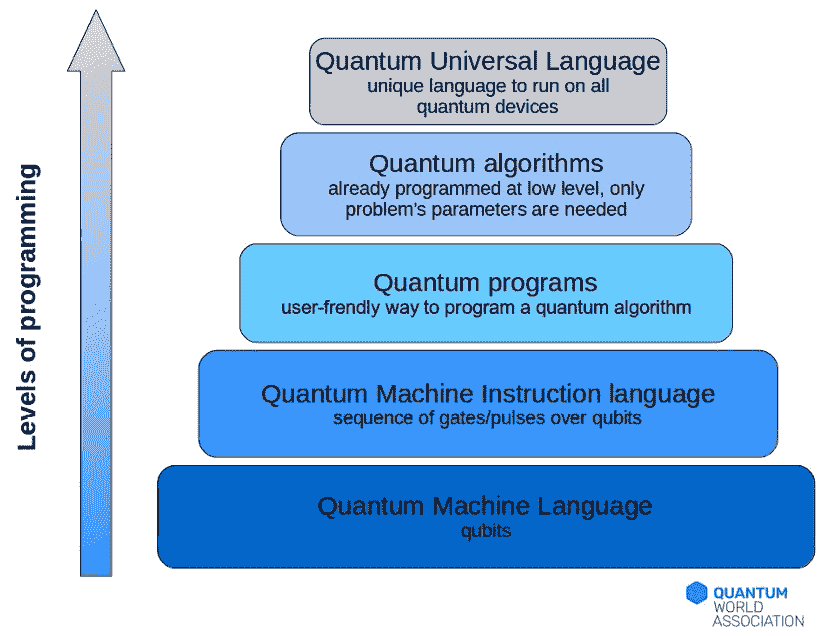 Levels of programming
Quantum Universal Language
unique language to run on all
quantum devices
Quantum algorithms
already programmed at low level, only
problem's parameters are needed
Quantum programs
user-frendly way to program a quantum algorithm
Quantum Machine Instruction language
sequence of gates/pulses over qubits
Quantum Machine Language
qubits
QUANTUM
WORLD
ASSOCIATION